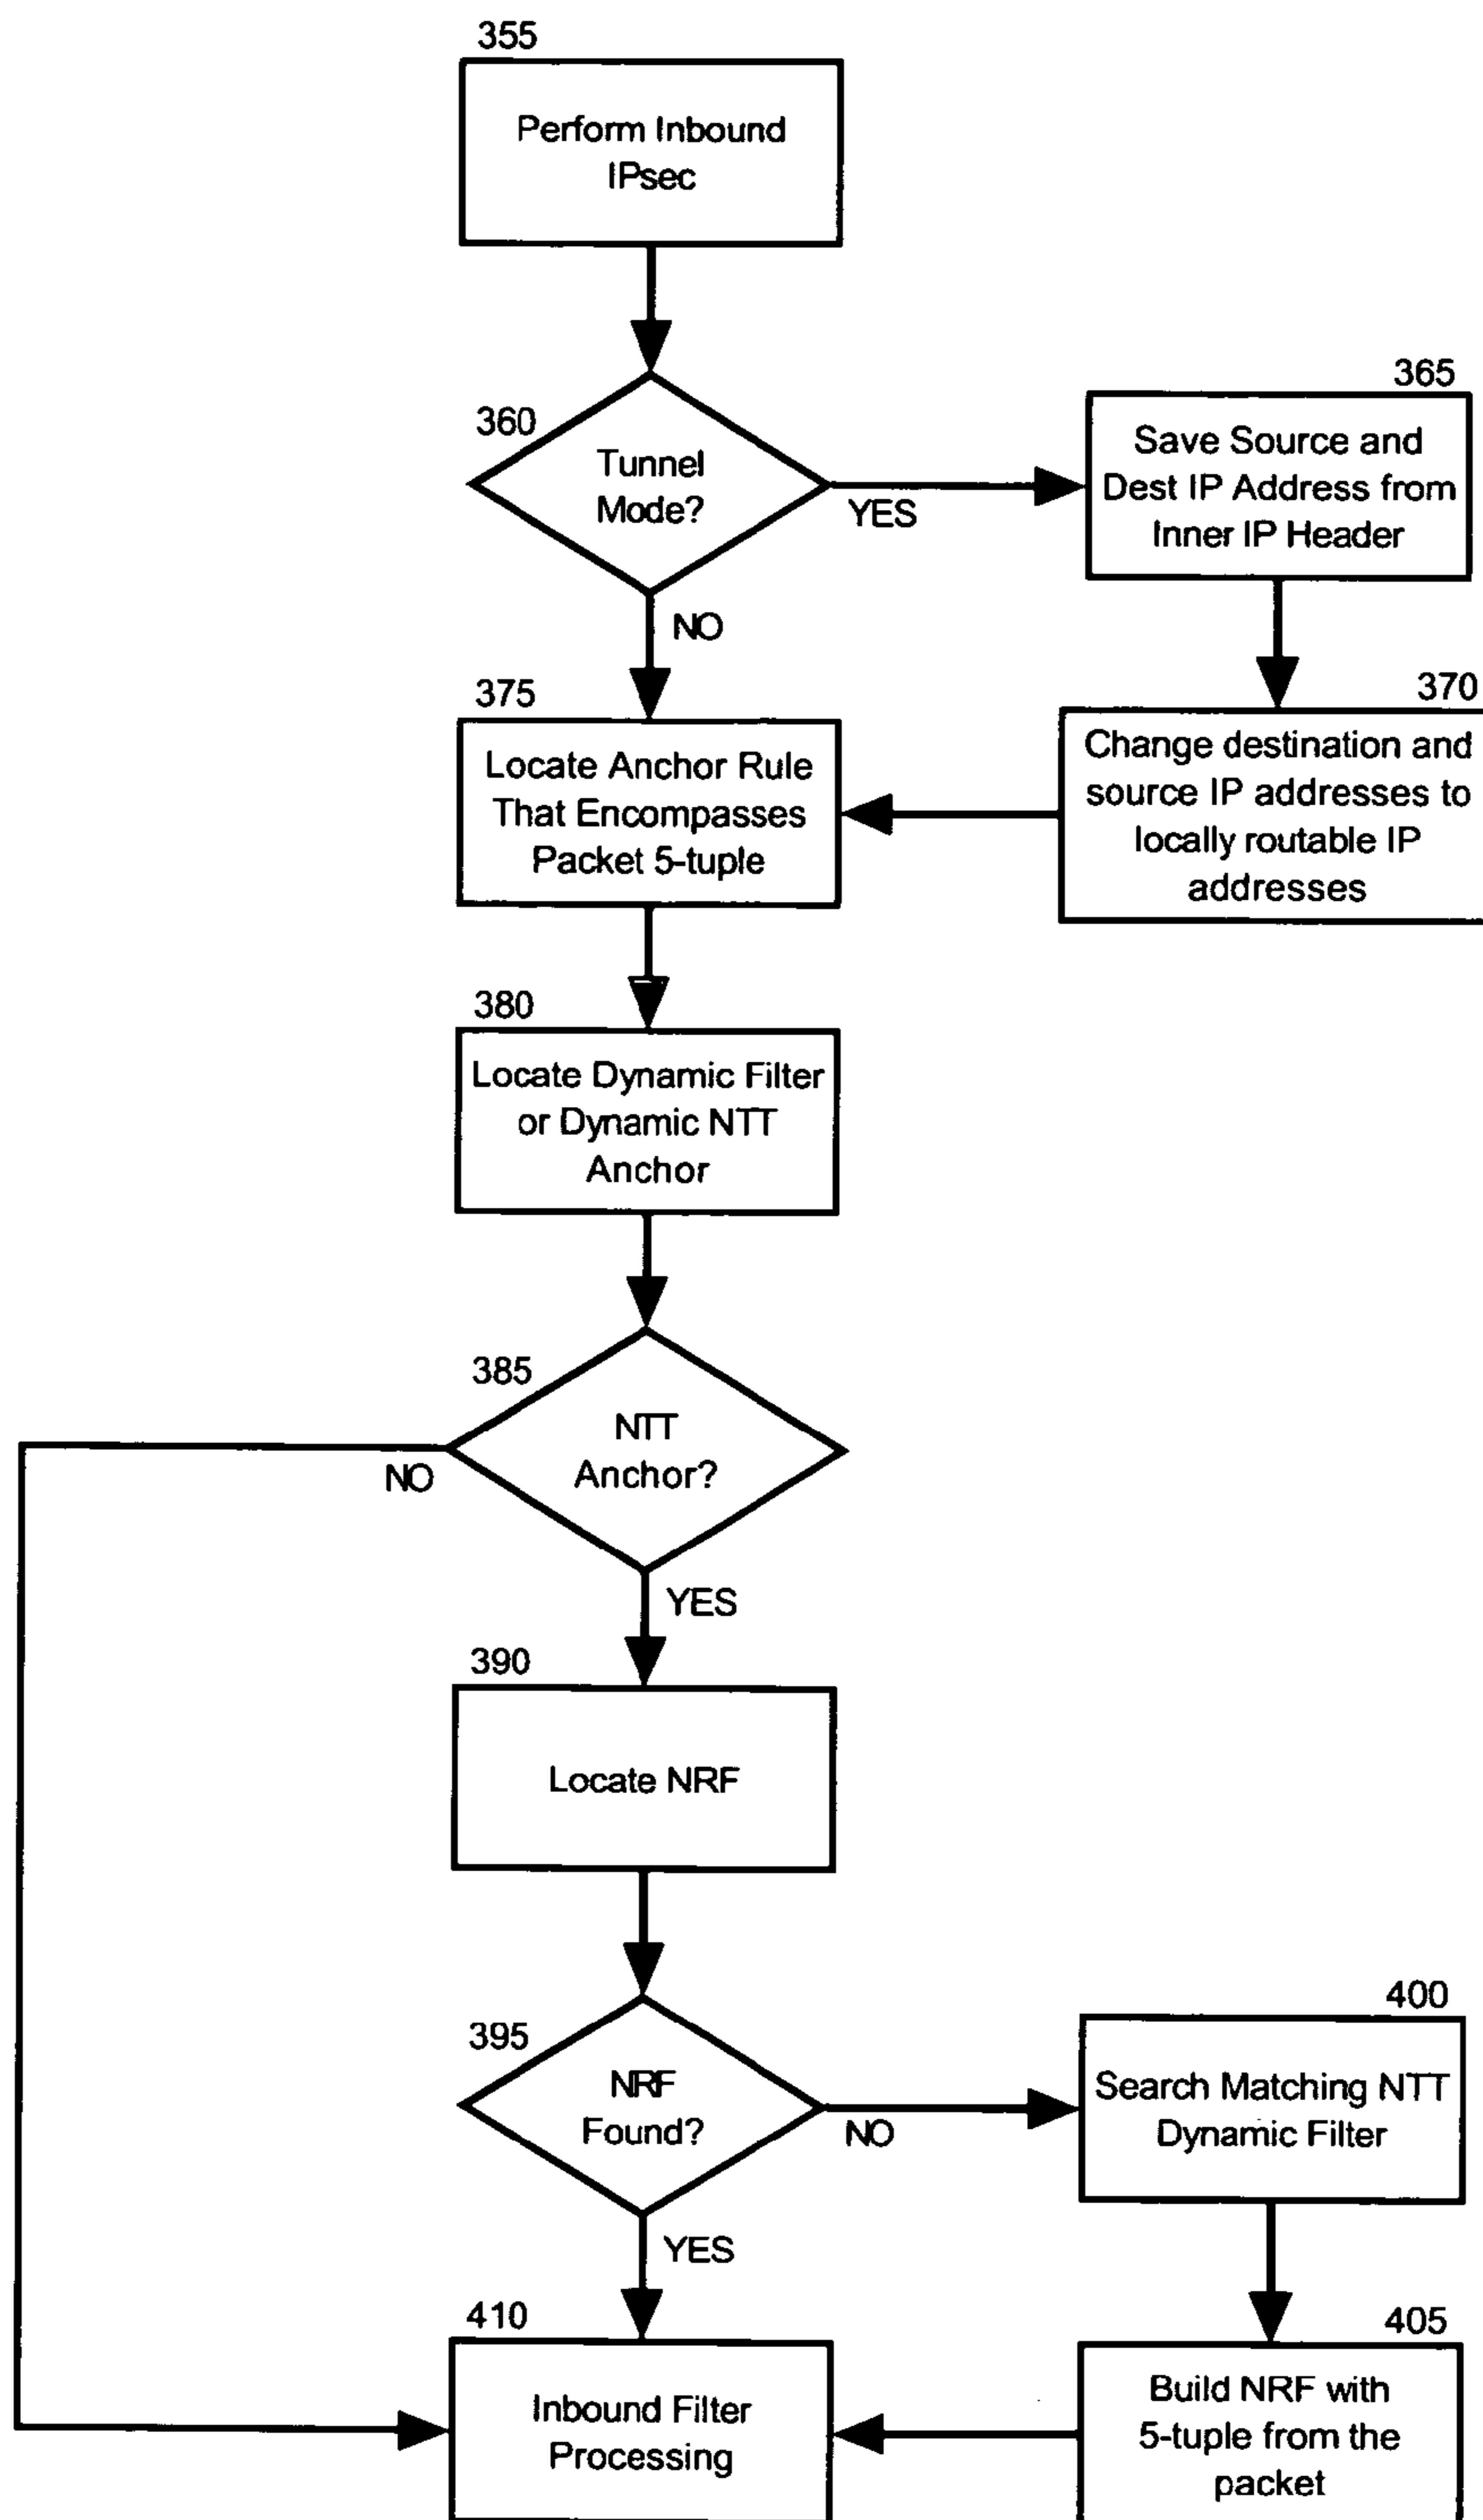 355
Perform Inbound
IPsec
360
Tunnel
Mode?
YES
NO
365
Save Source and
Dest IP Address from
Inner IP Header
370
Change destination and
source IP addresses to
locally routable IP
addresses
375
Locate Anchor Rule
That Encompasses
Packet 5-tuple
380
Locate Dynamic Filter
or Dynamic NTT
Anchor
385
NTT
Anchor?
NO
YES
390
Locate NRF
395
NRF
Found?
NO
YES
400
Search Matching NTT
Dynamic Filter
405
Build NRF with
5-tuple from the
packet
410
Inbound Filter
Processing